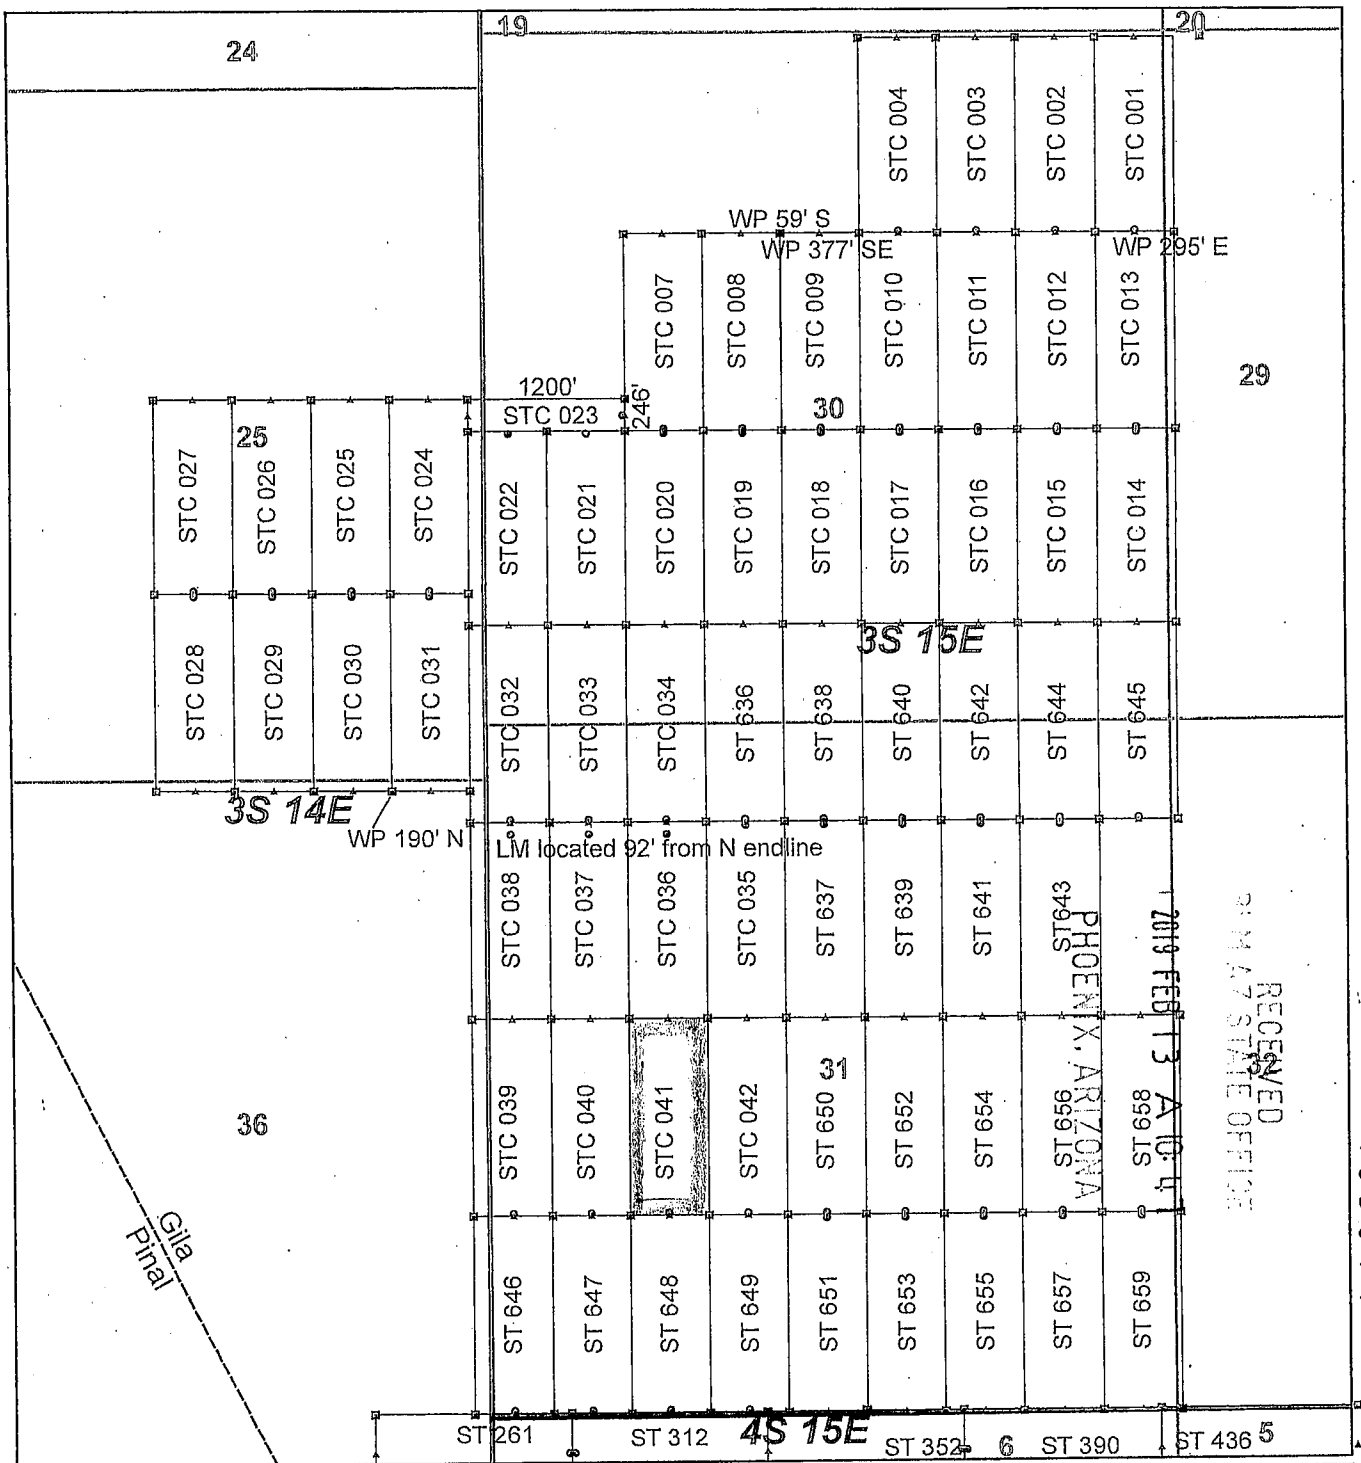 19
20
24
STC 004
STC 003
STC 002
STC 001
WP 59' S
WP 377' SE
WP 295' E
STC 007
STC 008
STC 009
STC 010
STC 011
STC 012
STC 013
29
1200'
246'
STC 023
30
25
STC 027
STC 026
STC 025
STC 024
STC 022
STC 021
STC 020
STC 019
STC 018
STC 017
STC 016
STC 015
STC 014
3S 15E
STC 028
STC 029
STC 030
STC 031
STC 032
STC 033
STC 034
ST 636
ST 638
ST 640
ST 642
ST 644
ST 645
3S 14E
WP 190' N
LM located 92' from N endline
STC 038
STC 037
STC 036
STC 035
ST 637
ST 639
ST 641
ST643
RECEIVED
BLM AZ STATE OFFICE
2019 FEB 13 A 10:47
PHOENIX, ARIZONA
31
32
36
STC 039
STC 040
STC 041
STC 042
ST 650
ST 652
ST 654
ST 656
ST 658
Gila
Pinal
ST 646
ST 647
ST 648
ST 649
ST 651
ST 653
ST 655
ST 657
ST 659
4S 15E
ST 261
ST 312
ST 352
6
ST 390
ST 436
5